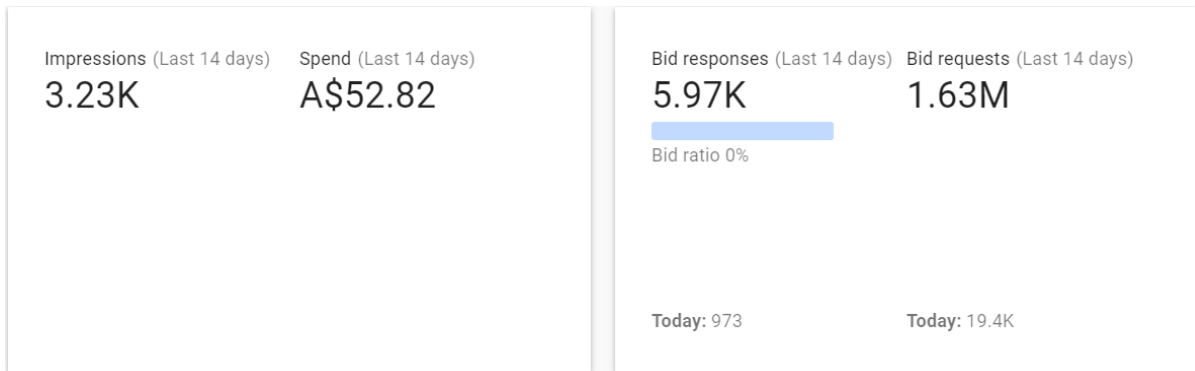 Impressions (Last 14 days) Spend (Last 14 days)
3.23K A$52.82
Bid responses (Last 14 days) Bid requests (Last 14 days)
5.97K 1.63M
Bid ratio 0%
Today: 973 Today: 19.4K